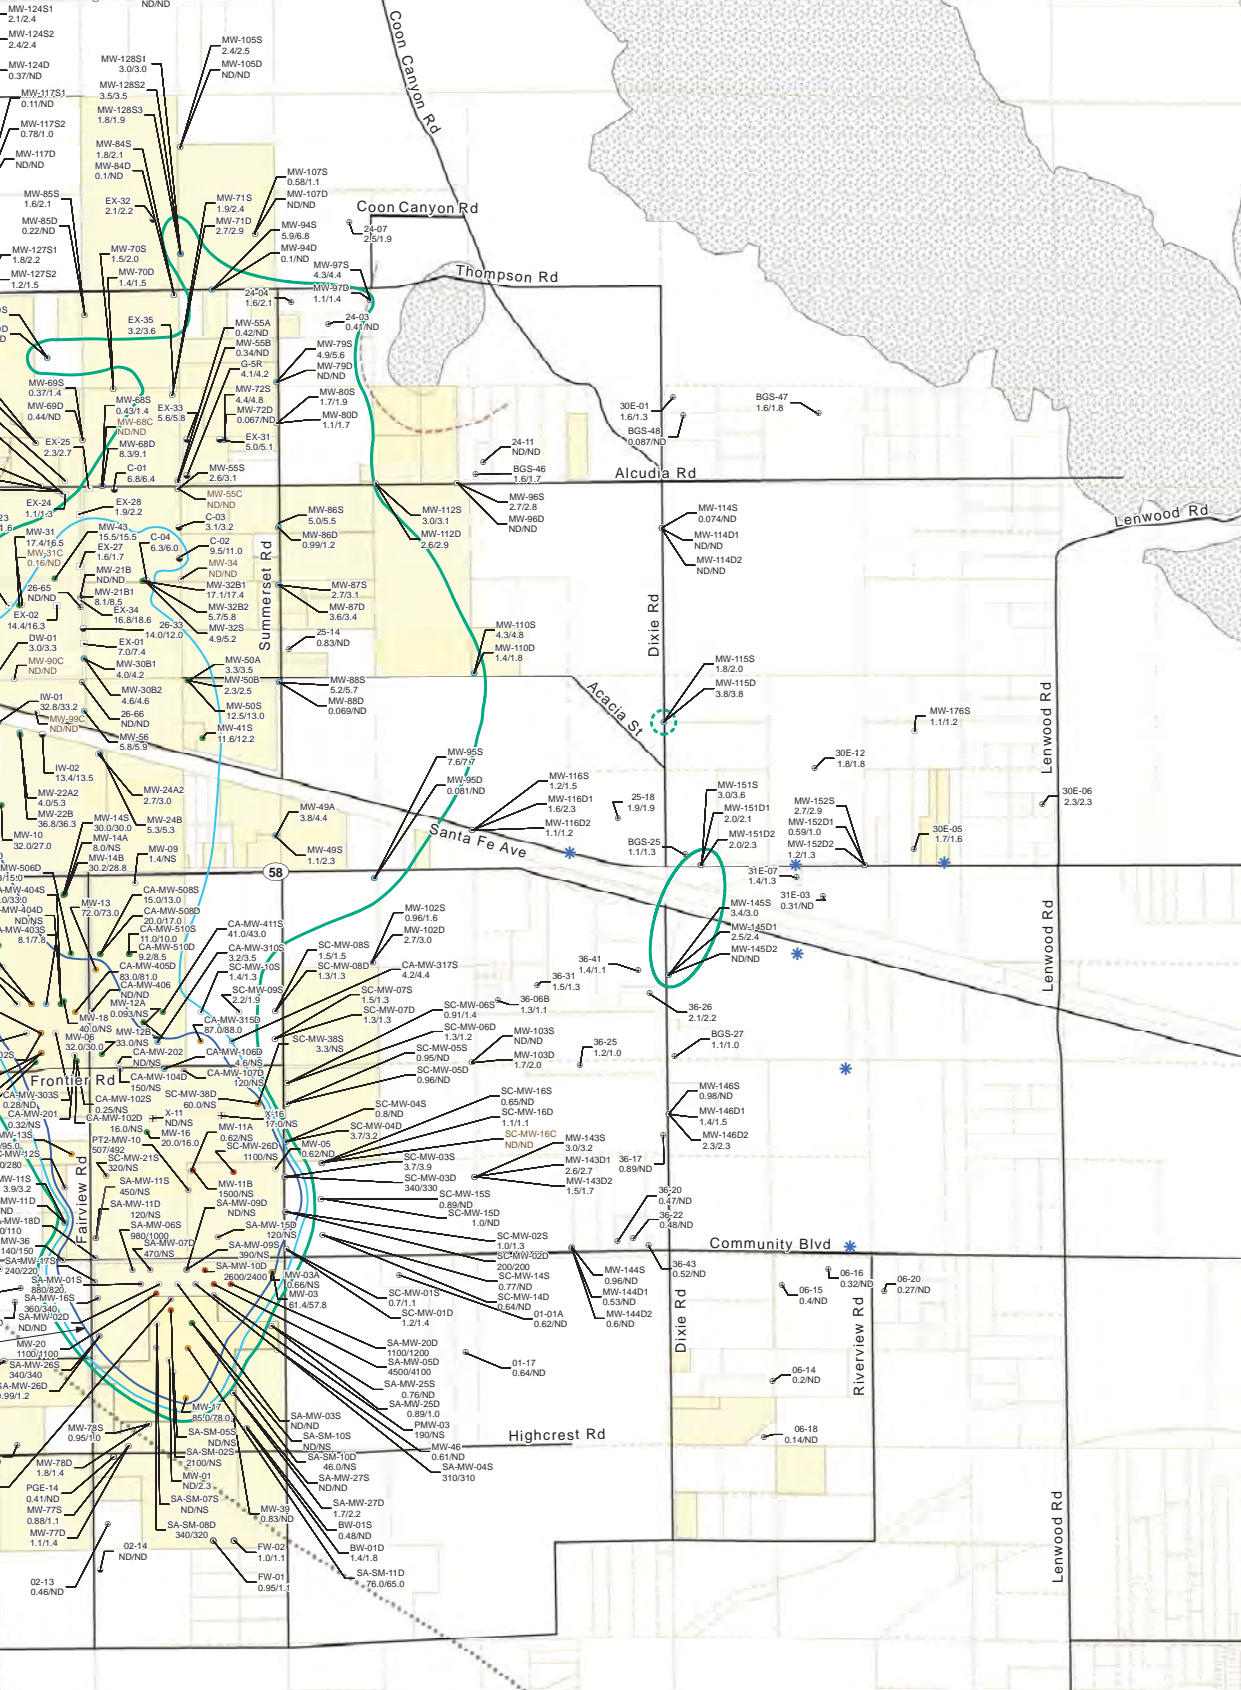 ND/ND
MW-124S1
2.1/2.4
MW-124S2
2.4/2.4
MW-124D
0.37/ND
MW-117S1
0.11/ND
MW-117S2
0.78/1.0
MW-117D
ND/ND
MW-128S1
3.0/3.0
MW-128S2
3.5/3.5
MW-128S3
1.8/1.9
MW-84S
1.8/2.1
MW-84D
0.1/ND
MW-105S
2.4/2.5
MW-105D
ND/ND
Coon Canyon Rd
MW-85S
1.6/2.1
MW-85D
0.22/ND
EX-32
2.1/2.2
MW-71S
1.9/2.4
MW-71D
2.7/2.9
MW-107S
0.58/1.1
MW-107D
ND/ND
MW-94S
5.9/6.8
MW-94D
0.1/ND
Coon Canyon Rd
24-07
2.5/1.9
MW-127S1
1.8/2.2
MW-127S2
1.2/1.5
MW-70S
1.5/2.0
MW-70D
1.4/1.5
MW-97S
4.3/4.4
MW-97D
1.1/1.4
Thompson Rd
24-04
1.6/2.1
24-03
0.41/ND
EX-35
3.2/3.6
MW-55A
0.42/ND
MW-55B
0.34/ND
G-5R
4.1/4.2
MW-79S
4.9/5.6
MW-79D
ND/ND
MW-72S
4.4/4.8
MW-72D
0.067/ND
MW-80S
1.7/1.9
MW-80D
1.1/1.7
MW-69S
0.37/1.4
MW-69D
0.44/ND
MW-68S
0.43/1.4
MW-68C
ND/ND
MW-68D
8.3/9.1
EX-33
5.6/5.8
EX-31
5.0/5.1
EX-25
2.3/2.7
C-01
6.8/6.4
MW-55S
2.6/3.1
MW-55C
ND/ND
30E-01
1.6/1.3
BGS-47
1.6/1.8
BGS-48
0.087/ND
24-11
ND/ND
BGS-46
1.6/1.7
Alcudia Rd
MW-96S
2.7/2.8
MW-96D
ND/ND
MW-112S
3.0/3.1
MW-112D
2.6/2.9
MW-114S
0.074/ND
MW-114D1
ND/ND
MW-114D2
ND/ND
Lenwood Rd
EX-24
1.1/1.3
EX-28
1.9/2.2
MW-31
17.4/16.5
MW-31C
0.16/ND
MW-43
15.5/15.5
EX-27
1.6/1.7
C-04
6.3/6.0
C-03
3.1/3.2
C-02
9.5/11.0
MW-34
ND/ND
MW-86S
5.0/5.5
MW-86D
0.99/1.2
MW-21B
ND/ND
MW-21B1
8.1/8.5
26-65
ND/ND
EX-34
16.8/18.6
MW-32B1
17.1/17.4
MW-32B2
5.7/5.8
MW-32S
4.9/5.2
Summerset Rd
MW-87S
2.7/3.1
MW-87D
3.6/3.4
Dixie Rd
EX-02
14.4/16.3
26-33
14.0/12.0
25-14
0.83/ND
MW-110S
4.3/4.8
MW-110D
1.4/1.8
DW-01
3.0/3.3
MW-90C
ND/ND
EX-01
7.0/7.4
MW-30B1
4.0/4.2
MW-30B2
4.6/4.6
26-66
ND/ND
MW-50A
3.3/3.5
MW-50B
2.3/2.5
MW-50S
12.5/13.0
MW-88S
5.2/5.7
MW-88D
0.069/ND
MW-115S
1.8/2.0
MW-115D
3.8/3.8
Acacia St
IW-01
32.8/33.2
MW-99C
ND/ND
MW-56
5.8/5.9
MW-41S
11.6/12.2
MW-176S
1.1/1.2
Lenwood Rd
IW-02
13.4/13.5
MW-22A2
4.0/5.3
MW-22B
36.8/36.3
MW-24A2
2.7/3.0
MW-24B
5.3/5.3
MW-95S
7.6/7.7
MW-95D
0.081/ND
MW-116S
1.2/1.5
MW-116D1
1.6/2.3
MW-116D2
1.1/1.2
25-18
1.9/1.9
30E-12
1.8/1.8
30E-06
2.3/2.3
MW-49A
3.8/4.4
MW-49S
1.1/2.3
MW-151S
3.0/3.6
MW-151D1
2.0/2.1
MW-151D2
2.0/2.3
MW-152S
2.7/2.9
MW-152D1
0.59/1.0
MW-152D2
1.2/1.3
30E-05
1.7/1.6
Santa Fe Ave
BGS-25
1.1/1.3
58
MW-10
32.0/27.0
MW-14S
30.0/30.0
MW-14A
8.0/NS
MW-14B
30.2/28.8
MW-09
1.4/NS
31E-07
1.4/1.3
31E-03
0.31/ND
MW-13
72.0/73.0
CA-MW-508S
15.0/13.0
CA-MW-508D
20.0/17.0
CA-MW-510S
11.0/10.0
CA-MW-510D
9.2/8.5
CA-MW-411S
41.0/43.0
CA-MW-310S
3.2/3.5
SC-MW-10S
1.4/1.3
SC-MW-09S
2.2/1.9
SC-MW-08S
1.5/1.5
SC-MW-08D
1.3/1.3
MW-102S
0.96/1.6
MW-102D
2.7/3.0
CA-MW-317S
4.2/4.4
MW-145S
3.4/3.0
MW-145D1
2.5/2.4
MW-145D2
ND/ND
CA-MW-405D
83.0/81.0
CA-MW-406
ND/ND
MW-12A
0.093/NS
MW-12B
33.0/NS
CA-MW-315D
87.0/88.0
SC-MW-07S
1.5/1.3
SC-MW-07D
1.3/1.3
SC-MW-06S
0.91/1.4
SC-MW-06D
1.3/1.2
36-31
1.5/1.3
36-41
1.4/1.1
36-06B
1.3/1.1
36-26
2.1/2.2
Lenwood Rd
MW-18
40.0/NS
MW-06
32.0/30.0
CA-MW-202
ND/ND
CA-MW-106D
4.6/NS
CA-MW-107D
120/NS
CA-MW-104D
150/NS
SC-MW-38S
3.3/NS
SC-MW-38D
60.0/NS
SC-MW-05S
0.95/ND
SC-MW-05D
0.96/ND
MW-103S
ND/ND
MW-103D
1.7/2.0
36-25
1.2/1.0
BGS-27
1.1/1.0
Frontier Rd
CA-MW-303S
0.28/ND
CA-MW-201
0.32/NS
CA-MW-102S
0.25/NS
CA-MW-102D
16.0/NS
X-11
ND/NS
X-16
17.0/NS
MW-16
20.0/16.0
MW-11A
0.62/NS
SC-MW-26D
1100/NS
MW-05
0.62/ND
SC-MW-04S
0.8/ND
SC-MW-04D
3.7/3.2
SC-MW-16S
0.65/ND
SC-MW-16D
1.1/1.1
SC-MW-16C
ND/ND
MW-146S
0.98/ND
MW-146D1
1.4/1.5
MW-146D2
2.3/2.3
PT2-MW-10
507/492
SC-MW-21S
320/NS
SA-MW-11S
450/NS
SA-MW-11D
120/NS
MW-11B
1500/NS
SA-MW-09D
ND/NS
SC-MW-03S
3.7/3.9
SC-MW-03D
340/330
MW-143S
3.0/3.2
MW-143D1
2.6/2.7
MW-143D2
1.5/1.7
36-17
0.89/ND
36-20
0.47/ND
36-22
0.48/ND
Fairview Rd
SA-MW-06S
980/1000
SA-MW-07D
470/NS
SA-MW-15D
120/NS
SA-MW-09S
390/NS
SA-MW-10D
2600/2400
SC-MW-15S
0.89/ND
SC-MW-15D
1.0/ND
SC-MW-02S
1.0/1.3
SC-MW-02D
200/200
SC-MW-14S
0.77/ND
SC-MW-14D
0.64/ND
Community Blvd
36-43
0.52/ND
MW-144S
0.96/ND
MW-144D1
0.53/ND
MW-144D2
0.6/ND
01-01A
0.62/ND
06-16
0.32/ND
06-15
0.4/ND
06-20
0.27/ND
MW-03A
0.66/NS
MW-03
61.4/57.8
SC-MW-01S
0.7/1.1
SC-MW-01D
1.2/1.4
SA-MW-01S
880/820
SA-MW-16S
360/340
SA-MW-02D
ND/ND
MW-20
1100/1100
SA-MW-26S
340/340
SA-MW-20D
1100/1200
SA-MW-05D
4500/4100
SA-MW-25S
0.76/ND
SA-MW-25D
0.89/1.0
PMW-03
190/NS
01-17
0.64/ND
Dixie Rd
Riverview Rd
06-14
0.2/ND
06-18
0.14/ND
MW-17
85.0/78.0
SA-MW-03S
ND/ND
SA-SM-05S
ND/NS
SA-SM-10S
ND/NS
SA-SM-02S
2100/NS
SA-SM-10D
46.0/NS
MW-46
0.61/ND
SA-MW-04S
310/310
Highcrest Rd
MW-78S
0.95/1.0
MW-78D
1.8/1.4
PGE-14
0.41/ND
MW-77S
0.88/1.1
MW-77D
1.1/1.4
MW-01
ND/2.3
SA-SM-07S
ND/NS
SA-SM-08D
340/320
MW-39
0.83/ND
SA-MW-27S
ND/ND
SA-MW-27D
1.7/2.2
BW-01S
0.48/ND
BW-01D
1.4/1.8
SA-SM-11D
76.0/65.0
Lenwood Rd
02-14
ND/ND
02-13
0.46/ND
FW-02
1.0/1.1
FW-01
0.95/1.1